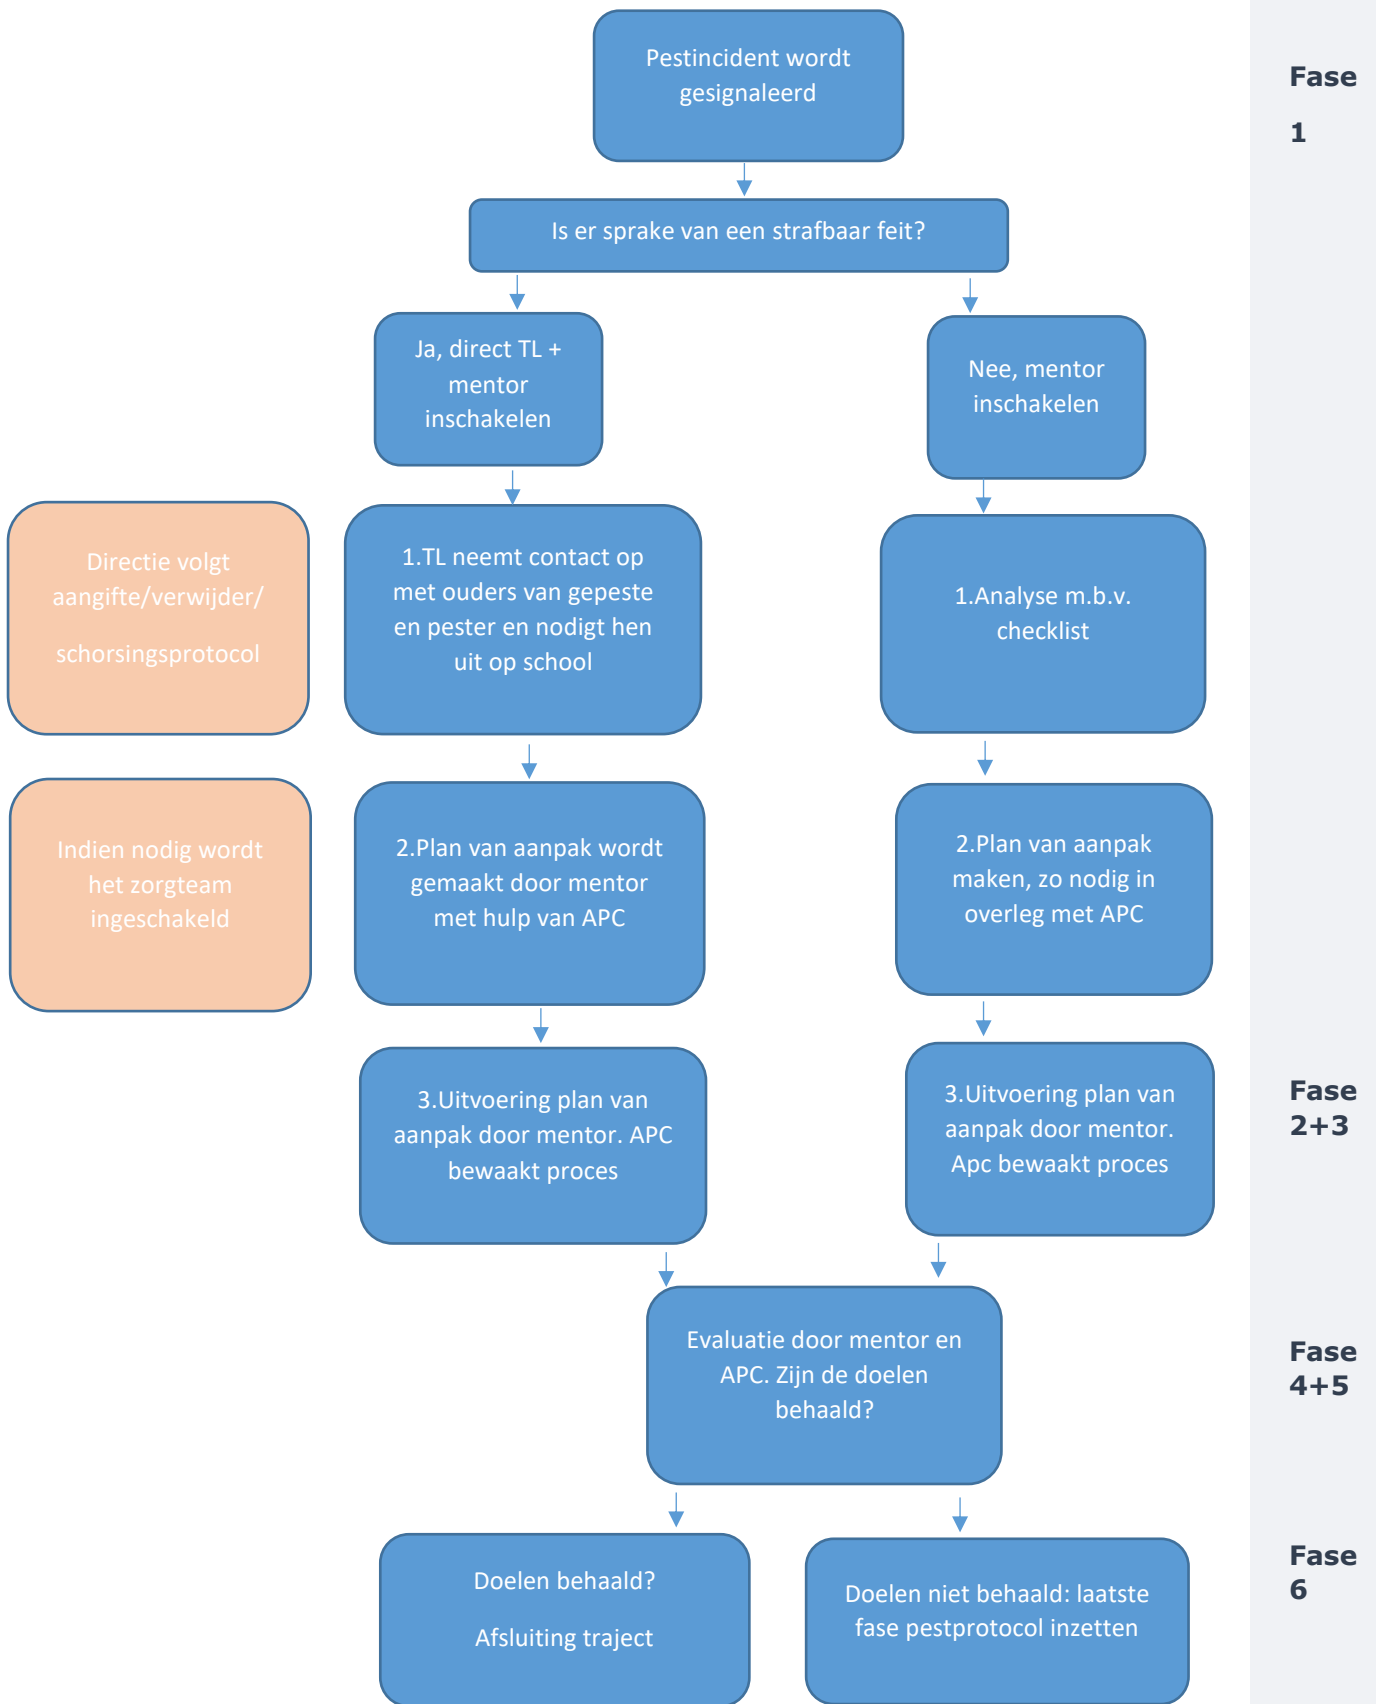 Pestincident wordt
gesignaleerd
Fase
1
Is er sprake van een strafbaar feit?
Ja, direct TL +
mentor
inschakelen
Nee, mentor
inschakelen
Directie volgt
aangifte/verwijder/
schorsingsprotocol
1.TL neemt contact op
met ouders van gepeste
en pester en nodigt hen
uit op school
1.Analyse m.b.v.
checklist
Indien nodig wordt
het zorgteam
ingeschakeld
2.Plan van aanpak wordt
gemaakt door mentor
met hulp van APC
2.Plan van aanpak
maken, zo nodig in
overleg met APC
3.Uitvoering plan van
aanpak door mentor. APC
bewaakt proces
3.Uitvoering plan van
aanpak door mentor.
Apc bewaakt proces
Fase
2+3
Evaluatie door mentor en
APC. Zijn de doelen
behaald?
Fase
4+5
Doelen behaald?
Afsluiting traject
Doelen niet behaald: laatste
fase pestprotocol inzetten
Fase
6